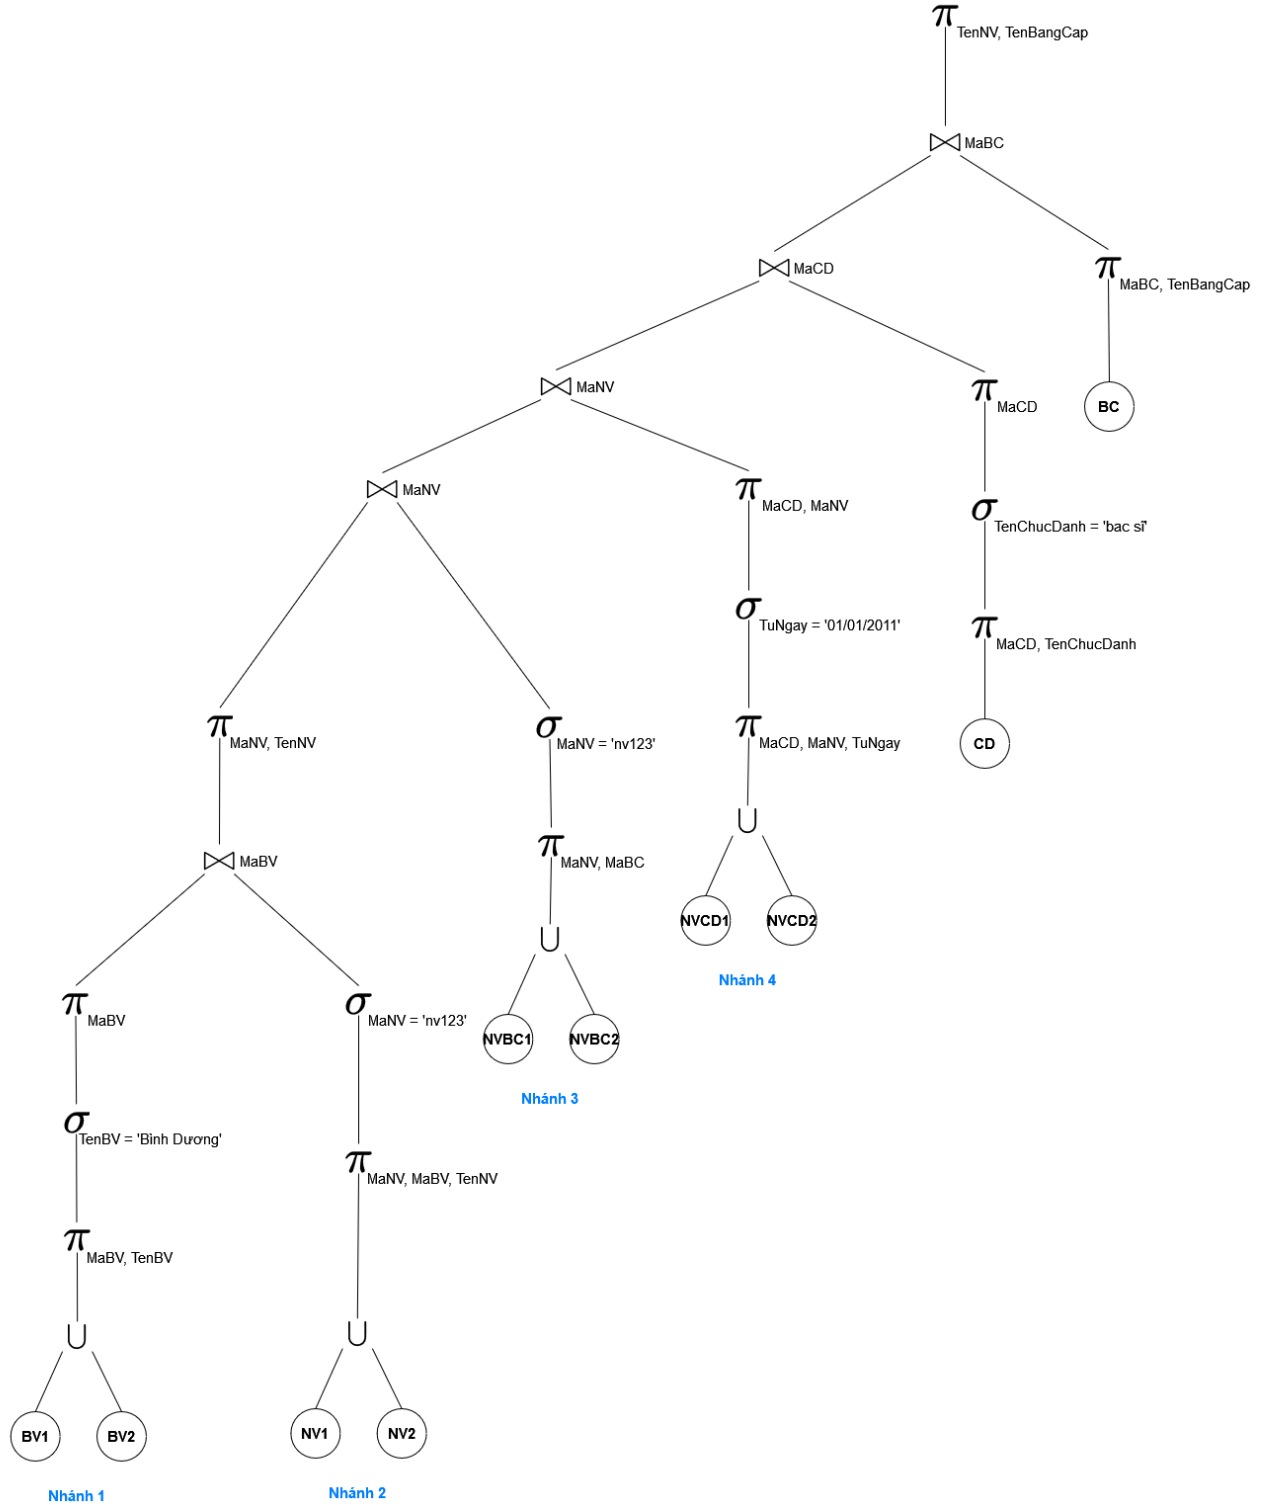 π TenNV, TenBangCap
⋈ MaBC
⋈ MaCD
π MaBC, TenBangCap
⋈ MaNV
π MaCD
BC
⋈ MaNV
π MaCD, MaNV
σ TenChucDanh = 'bac sĩ'
σ TuNgay = '01/01/2011'
π MaCD, TenChucDanh
π MaNV, TenNV
σ MaNV = 'nv123'
π MaCD, MaNV, TuNgay
CD
∪
π MaNV, MaBC
⋈ MaBV
NVCD1
NVCD2
∪
Nhánh 4
π MaBV
σ MaNV = 'nv123'
NVBC1
NVBC2
Nhánh 3
σ TenBV = 'Bình Dương'
π MaNV, MaBV, TenNV
π MaBV, TenBV
∪
∪
BV1
BV2
NV1
NV2
Nhánh 1
Nhánh 2